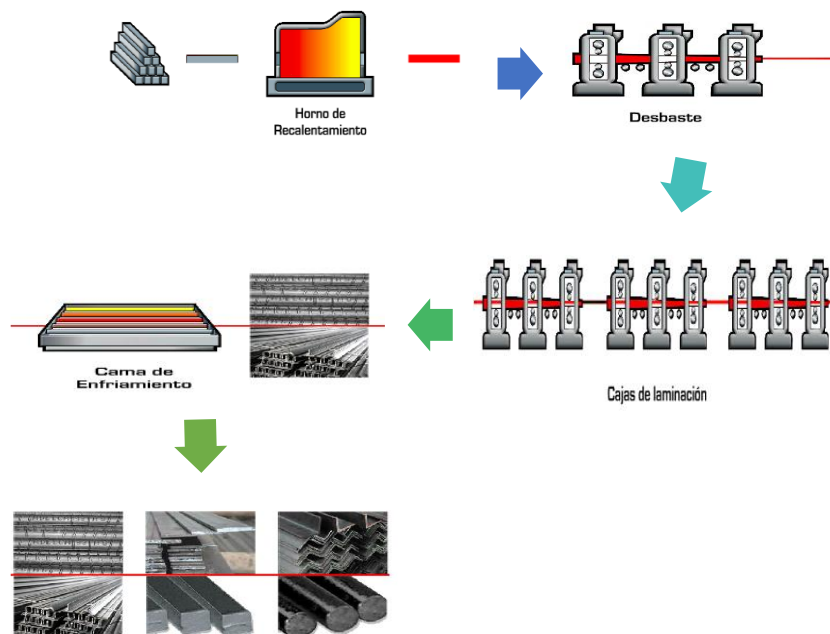 Horno de
Recalentamiento
Desbaste
Cajas de laminación
Cama de
Enfriamiento